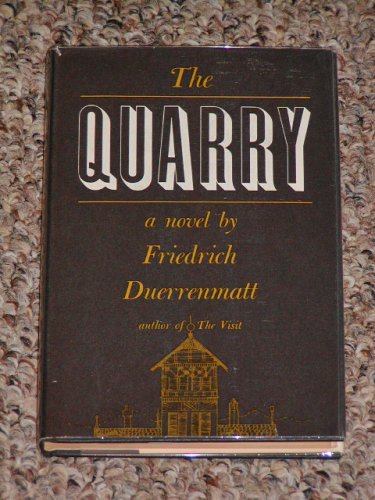 The
QUARRY
a novel by
Friedrich
Duerrenmatt
author of The Visit